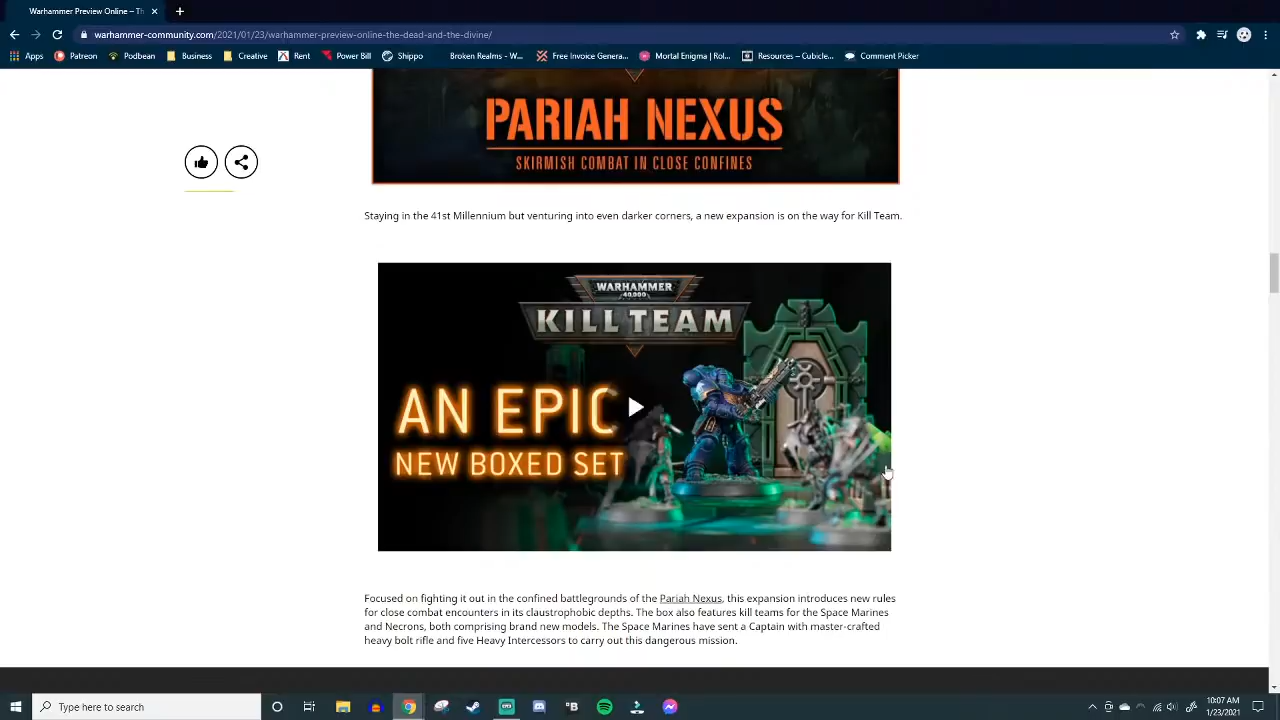 Warhammer Preview Online – Th
warhammer-community.com/2021/01/23/warhammer-preview-online-the-dead-and-the-divine/
Apps Patreon Podbean Business Creative Rent Power Bill Shippo Broken Realms - W... Free Invoice Genera... Mortal Enigma | Rol... Resources – Cubicle... Comment Picker
PARIAH NEXUS
SKIRMISH COMBAT IN CLOSE CONFINES
Staying in the 41st Millennium but venturing into even darker corners, a new expansion is on the way for Kill Team.
WARHAMMER
40,000
KILL TEAM
AN EPIC
NEW BOXED SET
Focused on fighting it out in the confined battlegrounds of the Pariah Nexus, this expansion introduces new rules
for close combat encounters in its claustrophobic depths. The box also features kill teams for the Space Marines
and Necrons, both comprising brand new models. The Space Marines have sent a Captain with master-crafted
heavy bolt rifle and five Heavy Intercessors to carry out this dangerous mission.
Type here to search
10:07 AM
1/23/2021